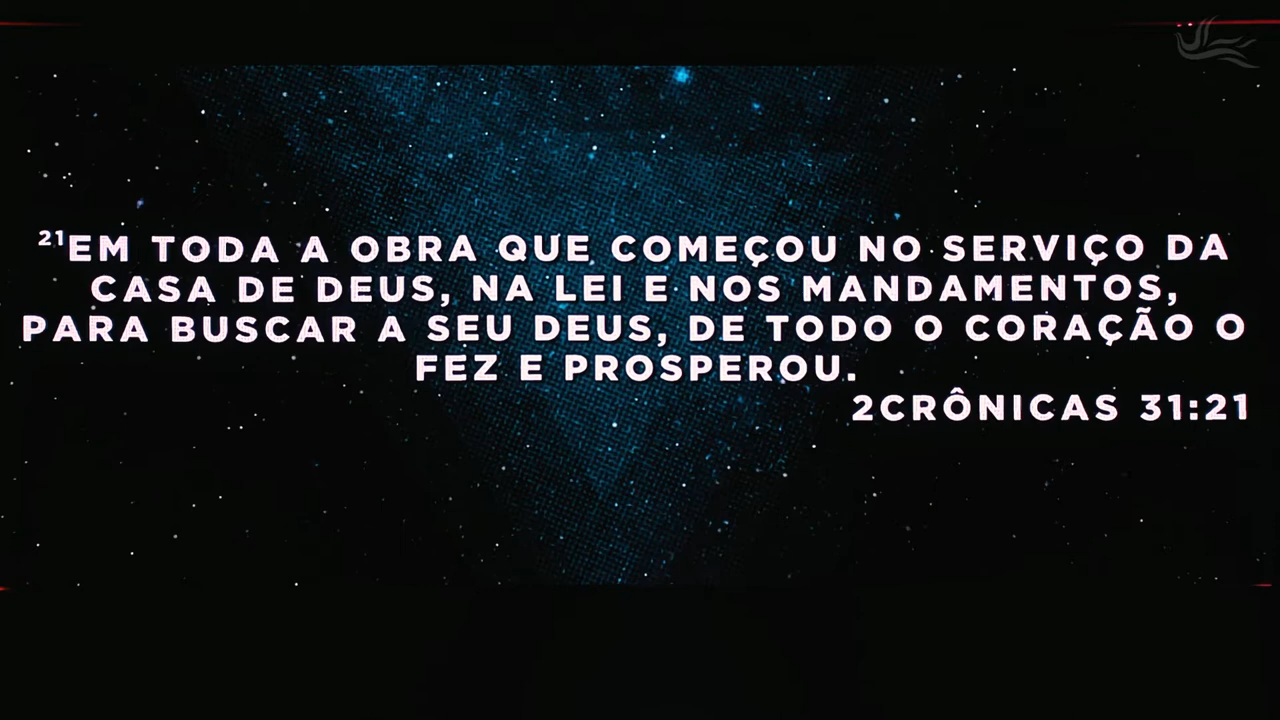 21EM TODA A OBRA QUE COMEÇOU NO SERVIÇO DA
CASA DE DEUS, NA LEI E NOS MANDAMENTOS,
PARA BUSCAR A SEU DEUS, DE TODO O CORAÇÃO O
FEZ E PROSPEROU.
2CRÔNICAS 31:21